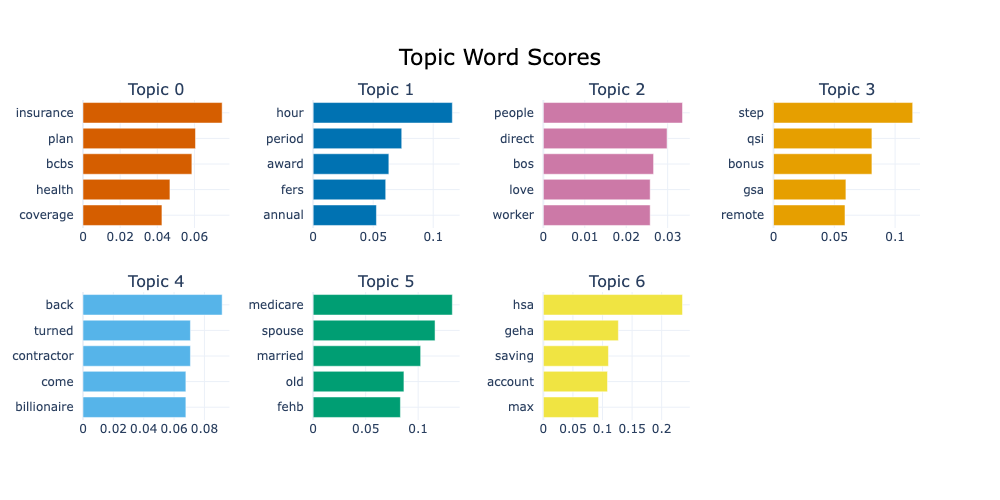 Topic Word Scores
Topic 0
insurance
plan
bcbs
health
coverage
0 0.02 0.04 0.06
Topic 1
hour
period
award
fers
annual
0 0.05 0.1
Topic 2
people
direct
bos
love
worker
0 0.01 0.02 0.03
Topic 3
step
qsi
bonus
gsa
remote
0 0.05 0.1
Topic 4
back
turned
contractor
come
billionaire
0 0.02 0.04 0.06 0.08
Topic 5
medicare
spouse
married
old
fehb
0 0.05 0.1
Topic 6
hsa
geha
saving
account
max
0 0.05 0.1 0.15 0.2